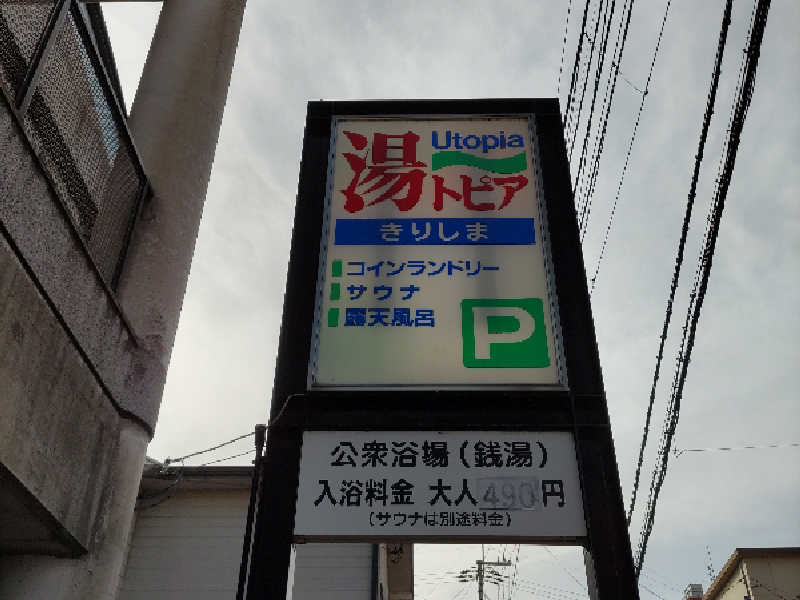 Utopia
湯トピア
きりしま
コインランドリー
サウナ
露天風呂
P
公衆浴場(銭湯)
入浴料金 大人490円
(サウナは別途料金)